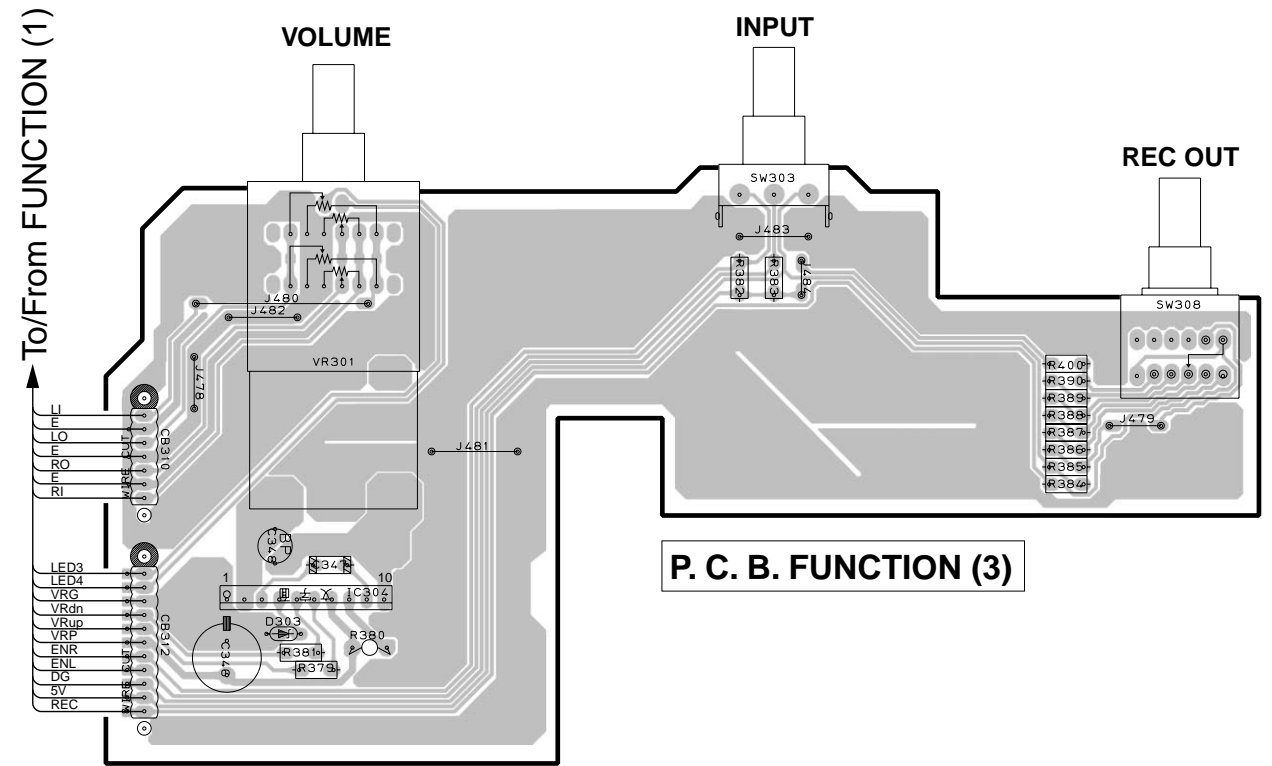 To/From FUNCTION (1)
VOLUME
INPUT
REC OUT
SW303
J483
R382
R383
J484
SW308
J480
J482
VR301
J478
J481
R400
R390
R389
R388
R387
R386
R385
R384
J479
LI
E
LO
E
RO
E
RI
CB310
WIRE CUT
LED3
LED4
VRG
VRdn
VRup
VRP
ENR
ENL
DG
5V
REC
CB312
WIRE CUT
BP
C347
1
10
IC304
D303
R380
R381
R379
P. C. B. FUNCTION (3)